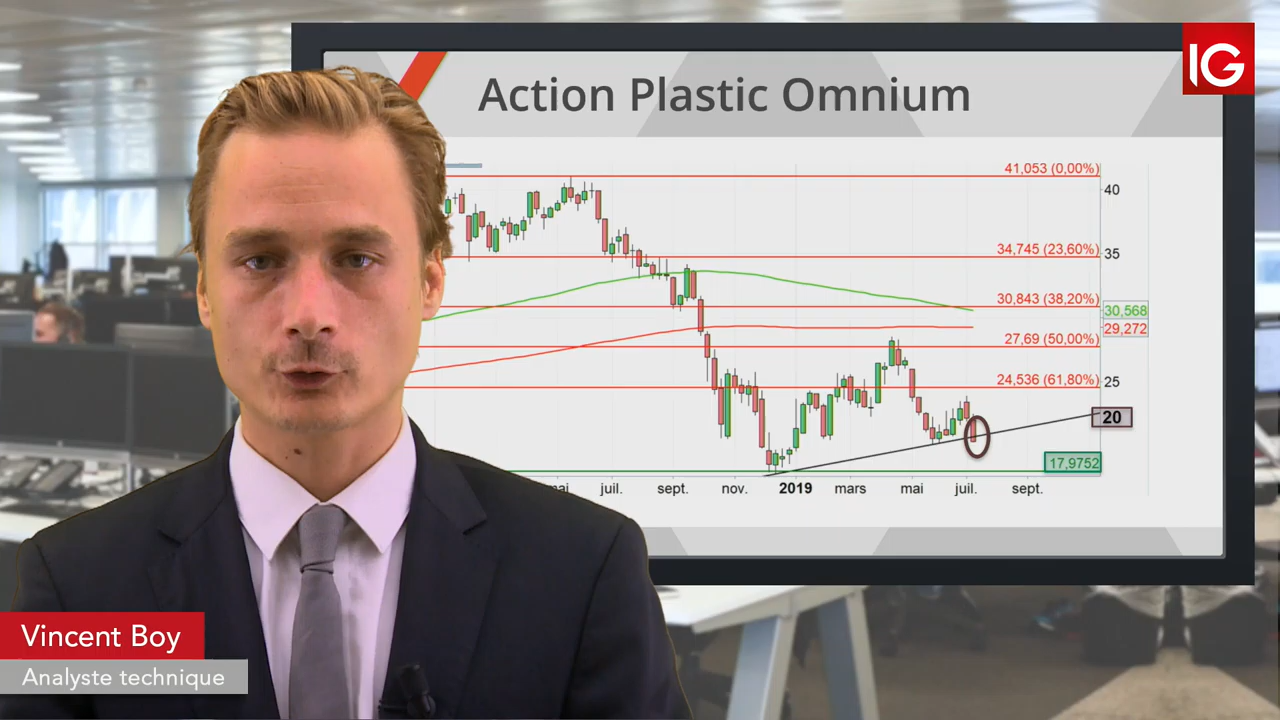 IG
Action Plastic Omnium
41,053 (0,00%)
40
34,745 (23,60%)
35
30,843 (38,20%)
30,568
29,272
27,69 (50,00%)
24,536 (61,80%)
25
20
17,9752
juil. sept. nov. 2019 mars mai juil. sept.
Vincent Boy
Analyste technique